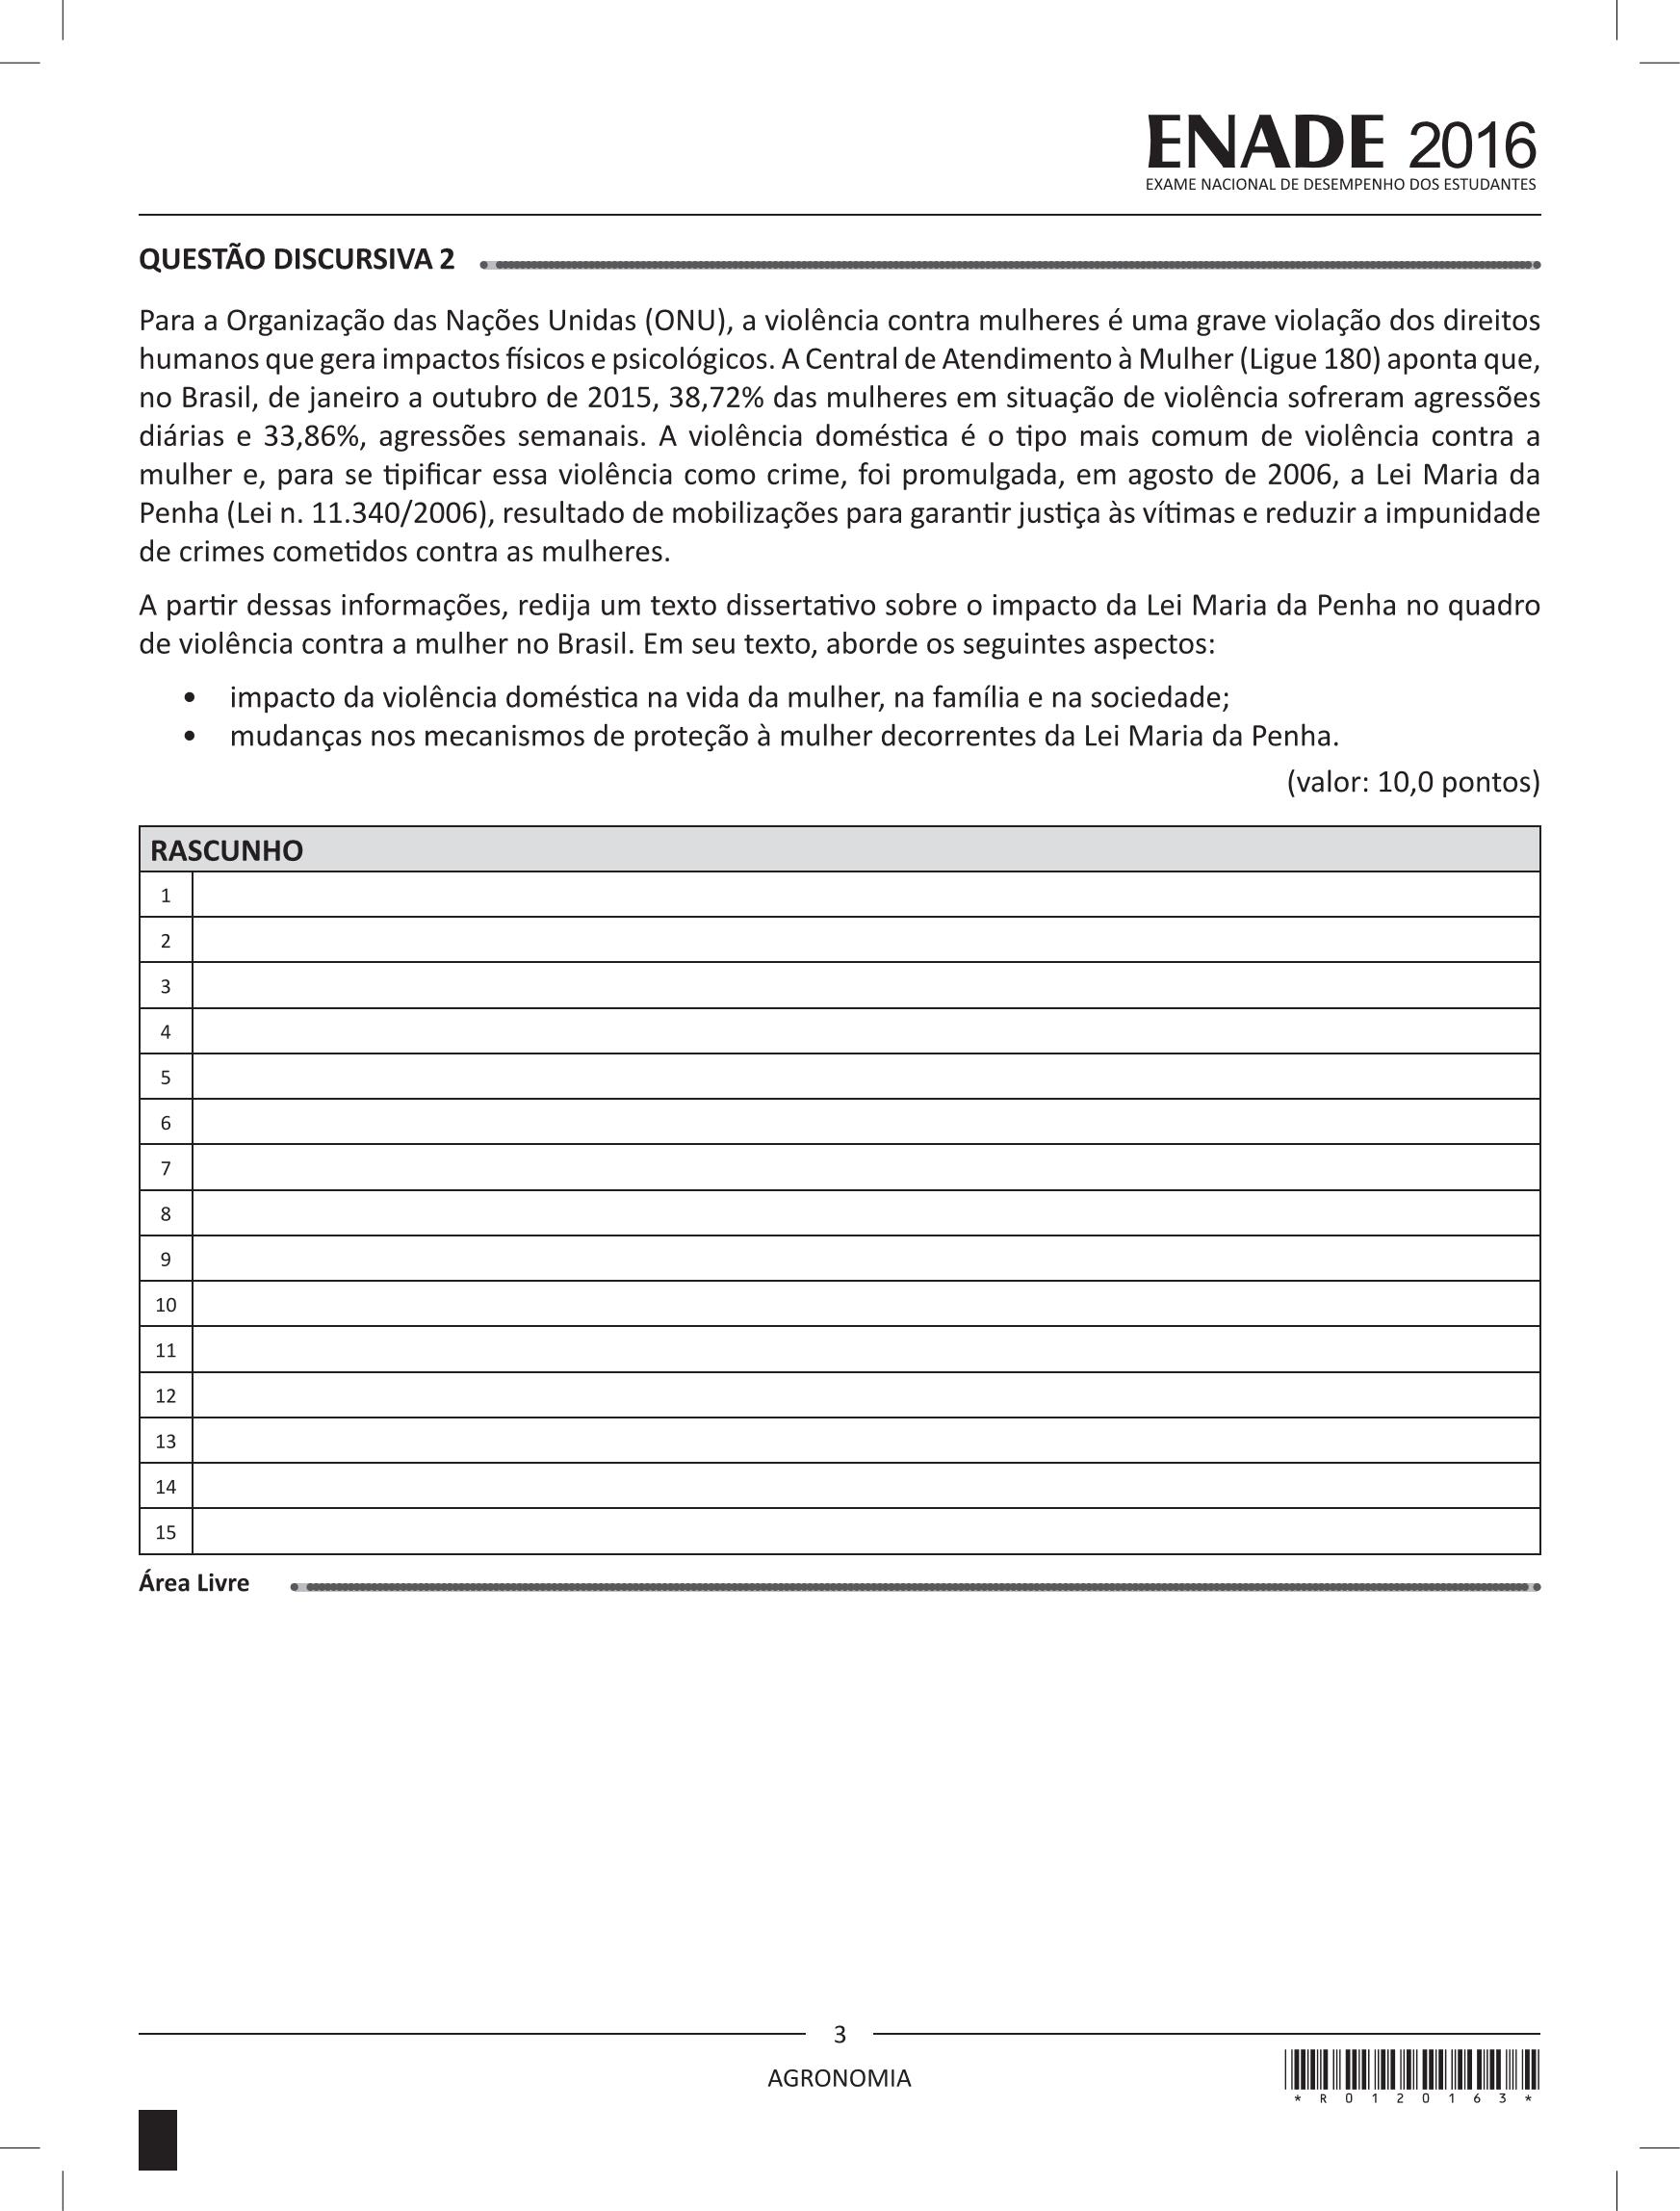 ENADE 2016
EXAME NACIONAL DE DESEMPENHO DOS ESTUDANTES
QUESTÃO DISCURSIVA 2
Para a Organização das Nações Unidas (ONU), a violência contra mulheres é uma grave violação dos direitos
humanos que gera impactos físicos e psicológicos. A Central de Atendimento à Mulher (Ligue 180) aponta que,
no Brasil, de janeiro a outubro de 2015, 38,72% das mulheres em situação de violência sofreram agressões
diárias e 33,86%, agressões semanais. A violência doméstica é o tipo mais comum de violência contra a
mulher e, para se tipificar essa violência como crime, foi promulgada, em agosto de 2006, a Lei Maria da
Penha (Lei n. 11.340/2006), resultado de mobilizações para garantir justiça às vítimas e reduzir a impunidade
de crimes cometidos contra as mulheres.
A partir dessas informações, redija um texto dissertativo sobre o impacto da Lei Maria da Penha no quadro
de violência contra a mulher no Brasil. Em seu texto, aborde os seguintes aspectos:
• impacto da violência doméstica na vida da mulher, na família e na sociedade;
• mudanças nos mecanismos de proteção à mulher decorrentes da Lei Maria da Penha.
(valor: 10,0 pontos)
RASCUNHO
1
2
3
4
5
6
7
8
9
10
11
12
13
14
15
Área Livre
3
AGRONOMIA
* R 0 1 2 0 1 6 3 *